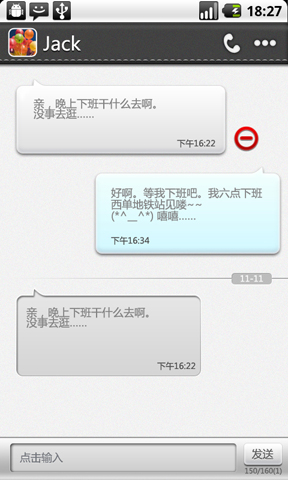 18:27
Jack
亲，晚上下班干什么去啊。
没事去逛......
下午16:22
好啊。等我下班吧。我六点下班
西单地铁站见喽~~
(*^__^*) 嘻嘻......
下午16:34
11-11
亲，晚上下班干什么去啊。
没事去逛......
下午16:22
点击输入
发送
150/160(1)